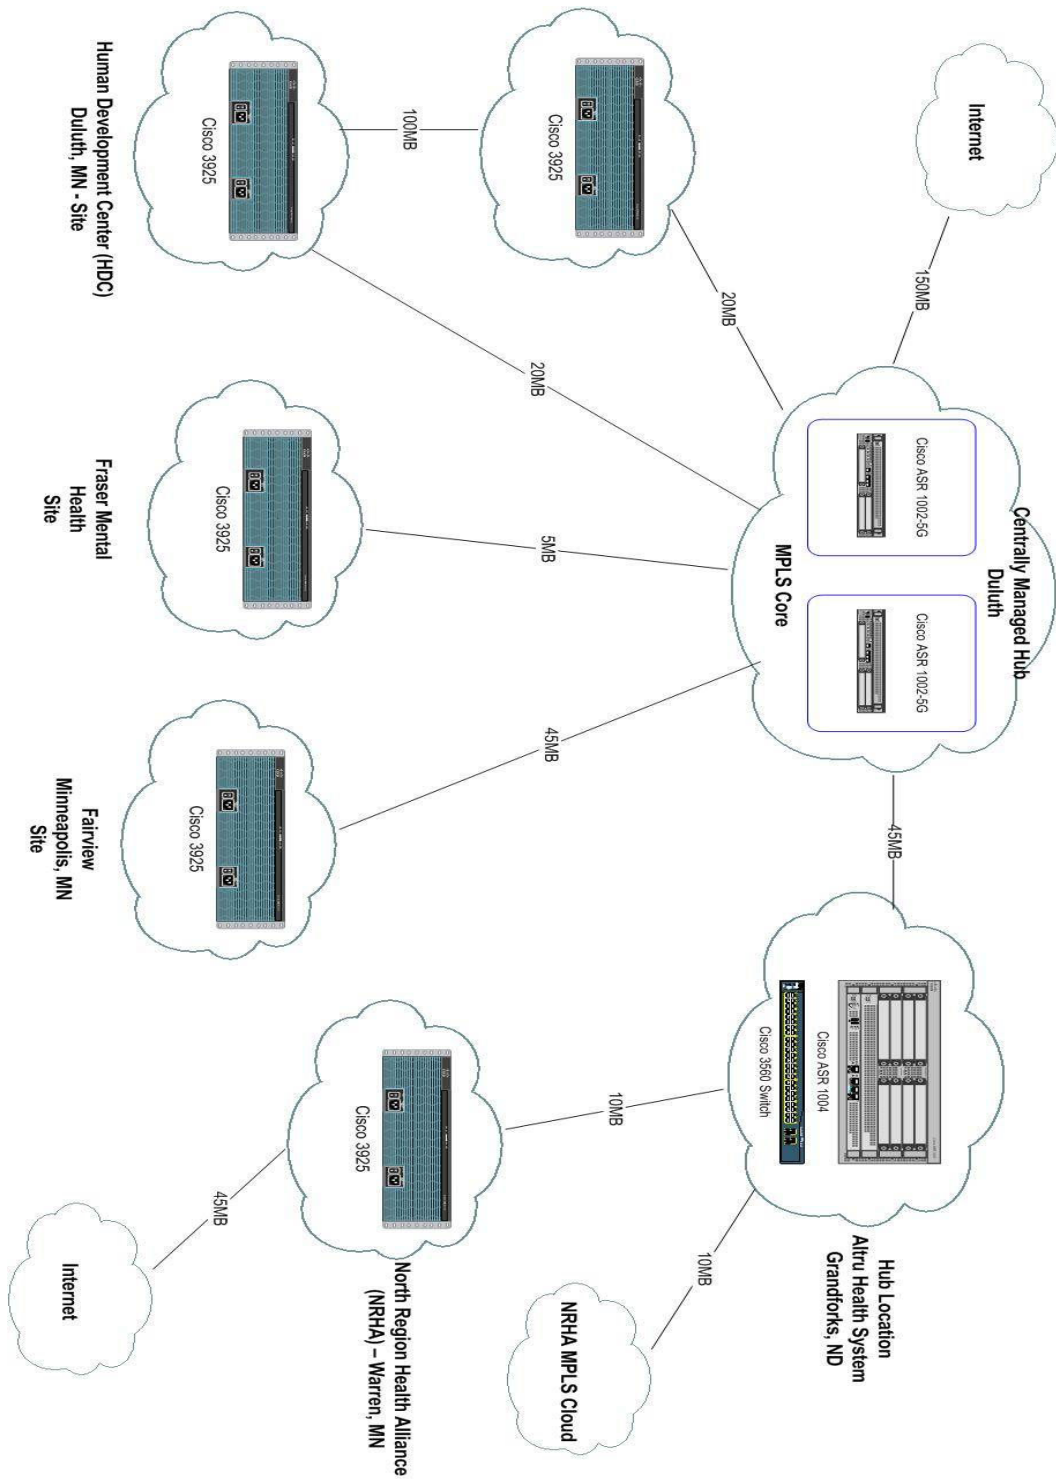 Internet
150MB
Centrally Managed Hub
Duluth
Cisco ASR 1002-5G
Cisco ASR 1002-5G
MPLS Core
45MB
Cisco ASR 1004
Cisco 3560 Switch
Hub Location
Altru Health System
Grandforks, ND
20MB
20MB
5MB
45MB
10MB
10MB
Cisco 3925
100MB
Cisco 3925
Human Development Center (HDC)
Duluth, MN - Site
Cisco 3925
Fraser Mental
Health
Site
Cisco 3925
Fairview
Minneapolis, MN
Site
Cisco 3925
North Region Health Alliance
(NRHA) – Warren, MN
NRHA MPLS Cloud
45MB
Internet